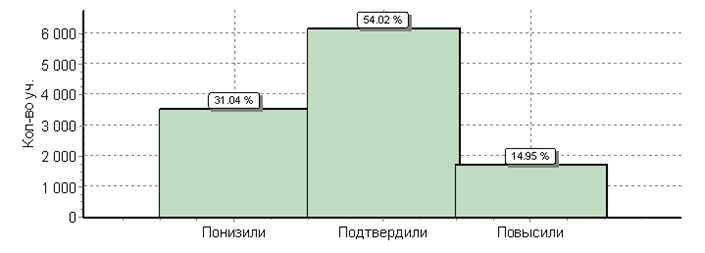 Кол-во уч.
6 000
5 000
4 000
3 000
2 000
1 000
0
31.04 %
54.02 %
14.95 %
Понизили
Подтвердили
Повысили